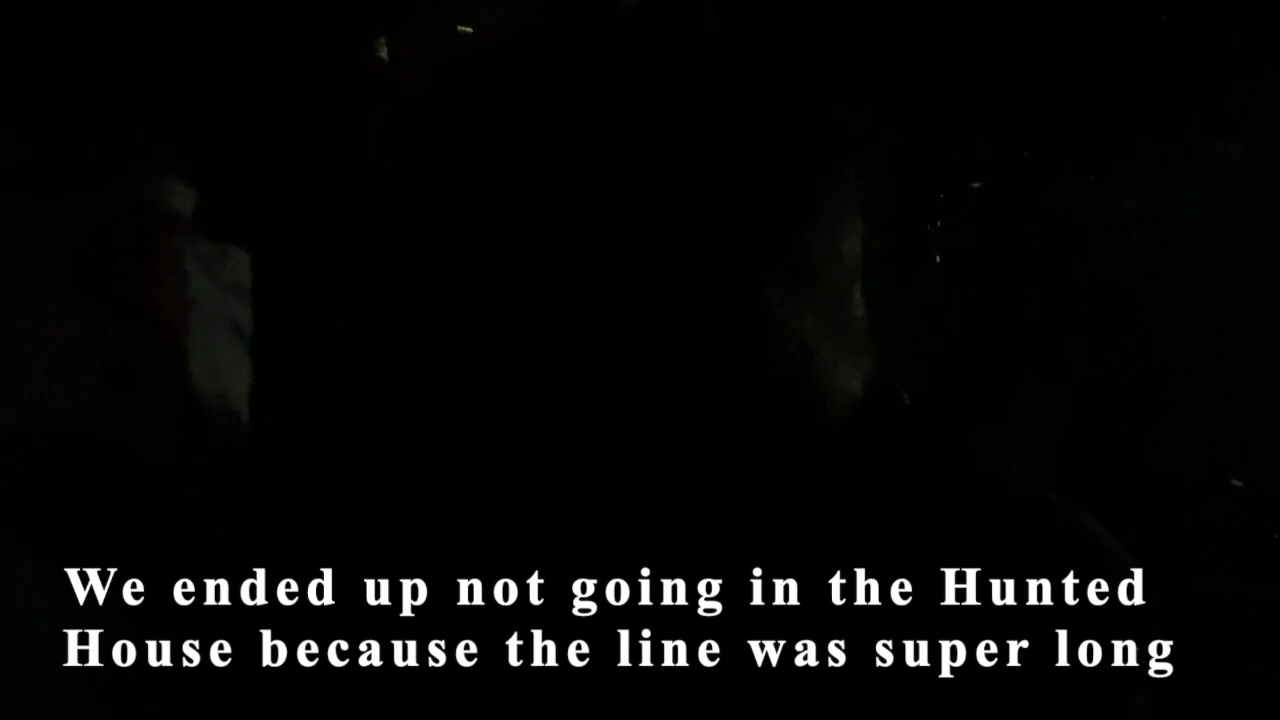 We ended up not going in the Hunted
House because the line was super long